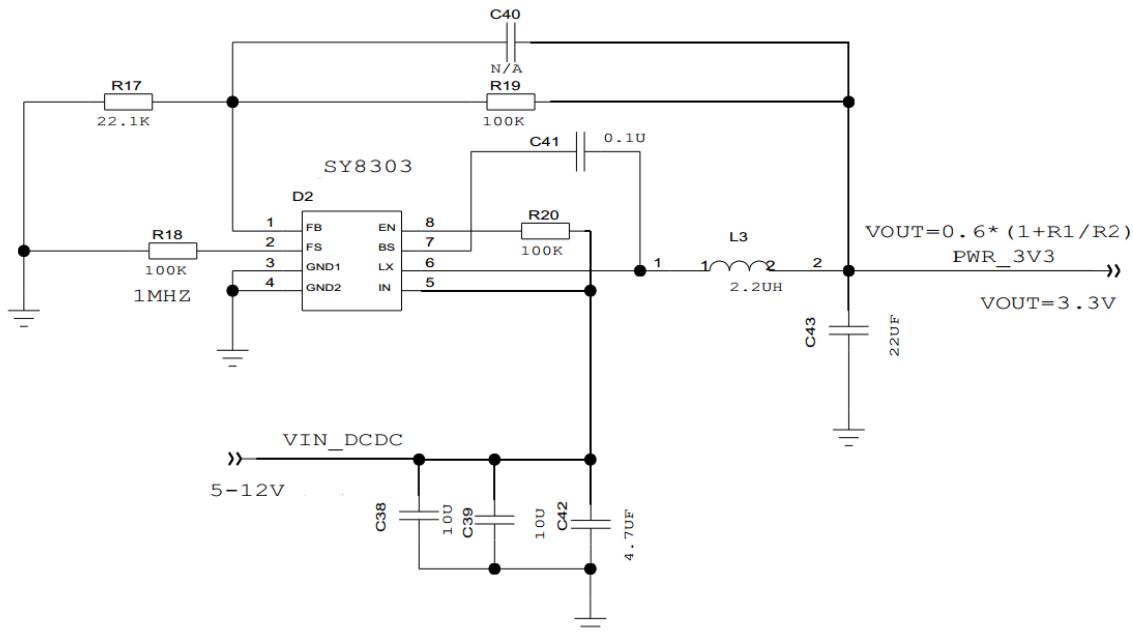 C40
N/A
R17
22.1K
R19
100K
C41
0.1U
SY8303
D2
1
FB
EN
8
R20
100K
R18
100K
1MHZ
2
FS
BS
7
3
GND1
LX
6
4
GND2
IN
5
1
L3
1
2
2.2UH
2
VOUT=0.6*(1+R1/R2)
PWR_3V3
VOUT=3.3V
C43
22UF
VIN_DCDC
5-12V
C38
10U
C39
10U
C42
4.7UF